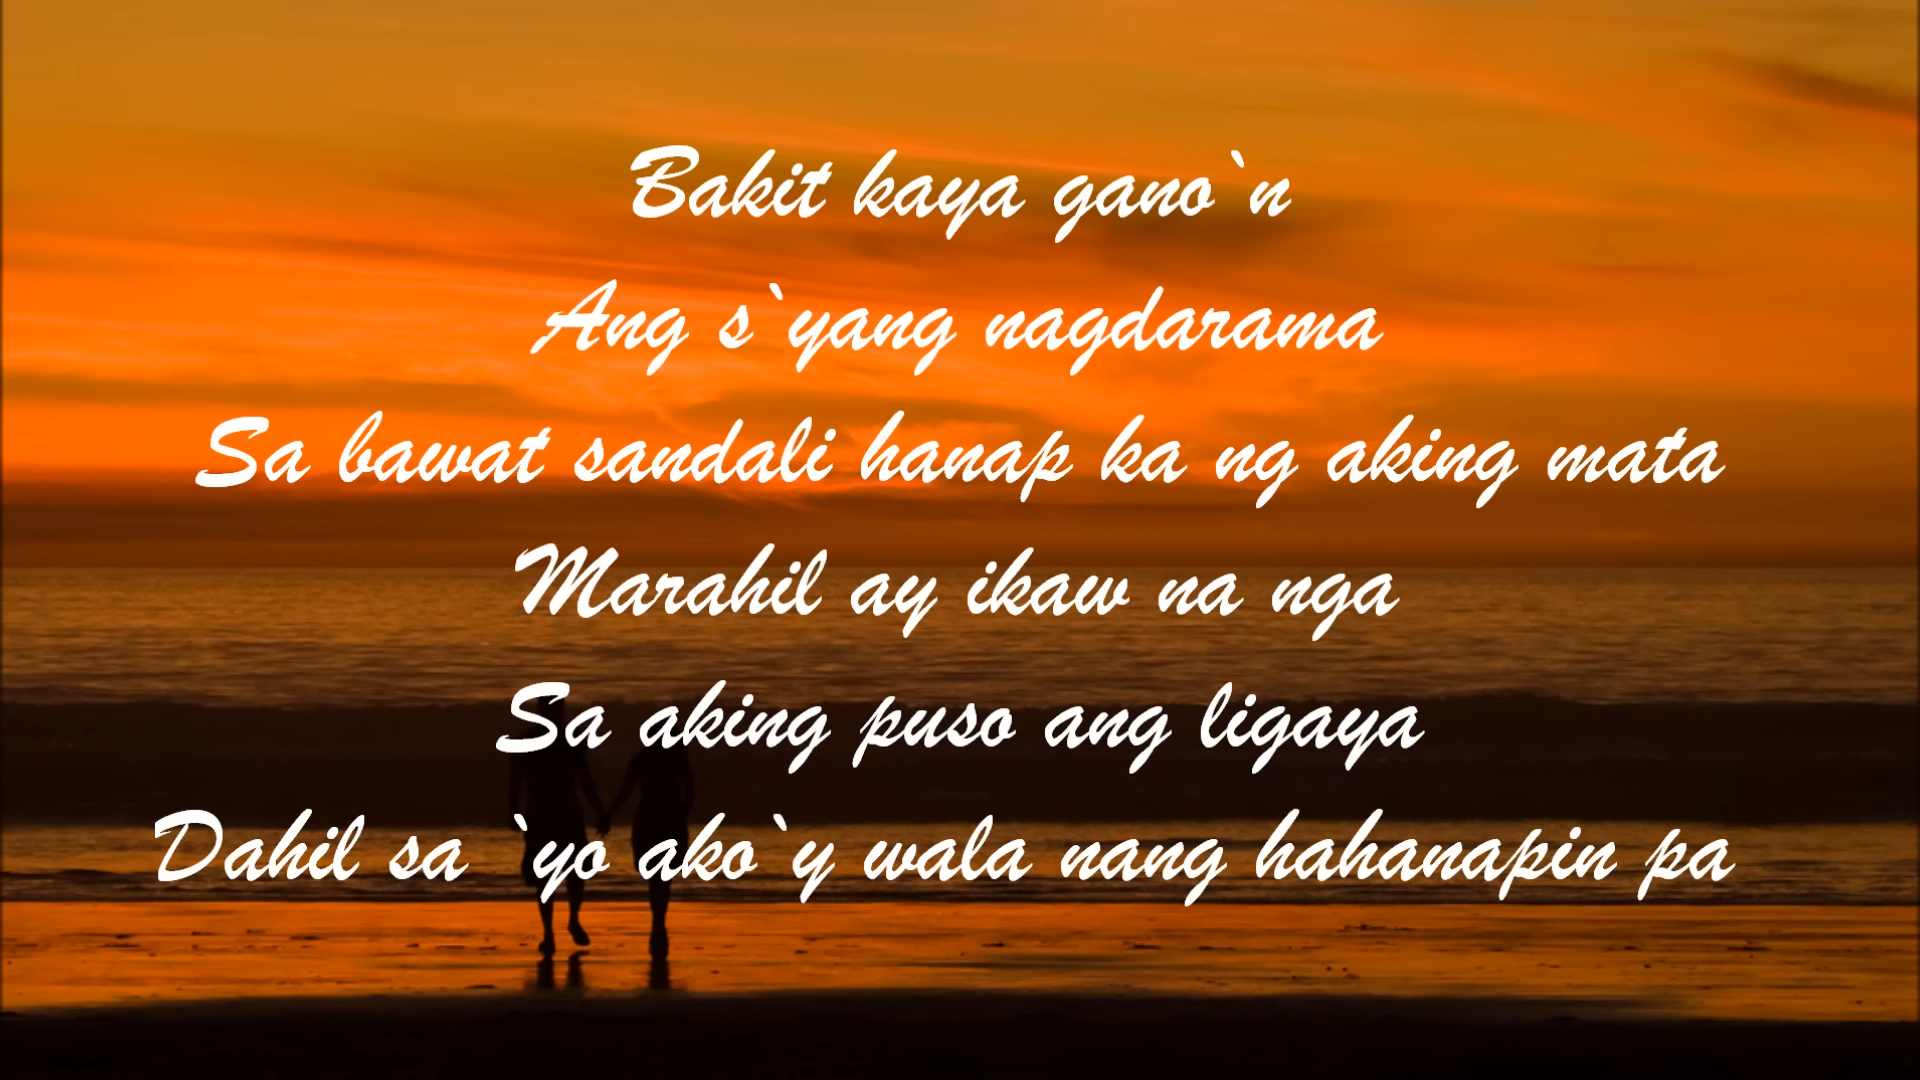 Bakit kaya gano`n
Ang s`yang nagdarama
Sa bawat sandali hanap ka ng aking mata
Marahil ay ikaw na nga
Sa aking puso ang ligaya
Dahil sa `yo ako`y wala nang hahanapin pa